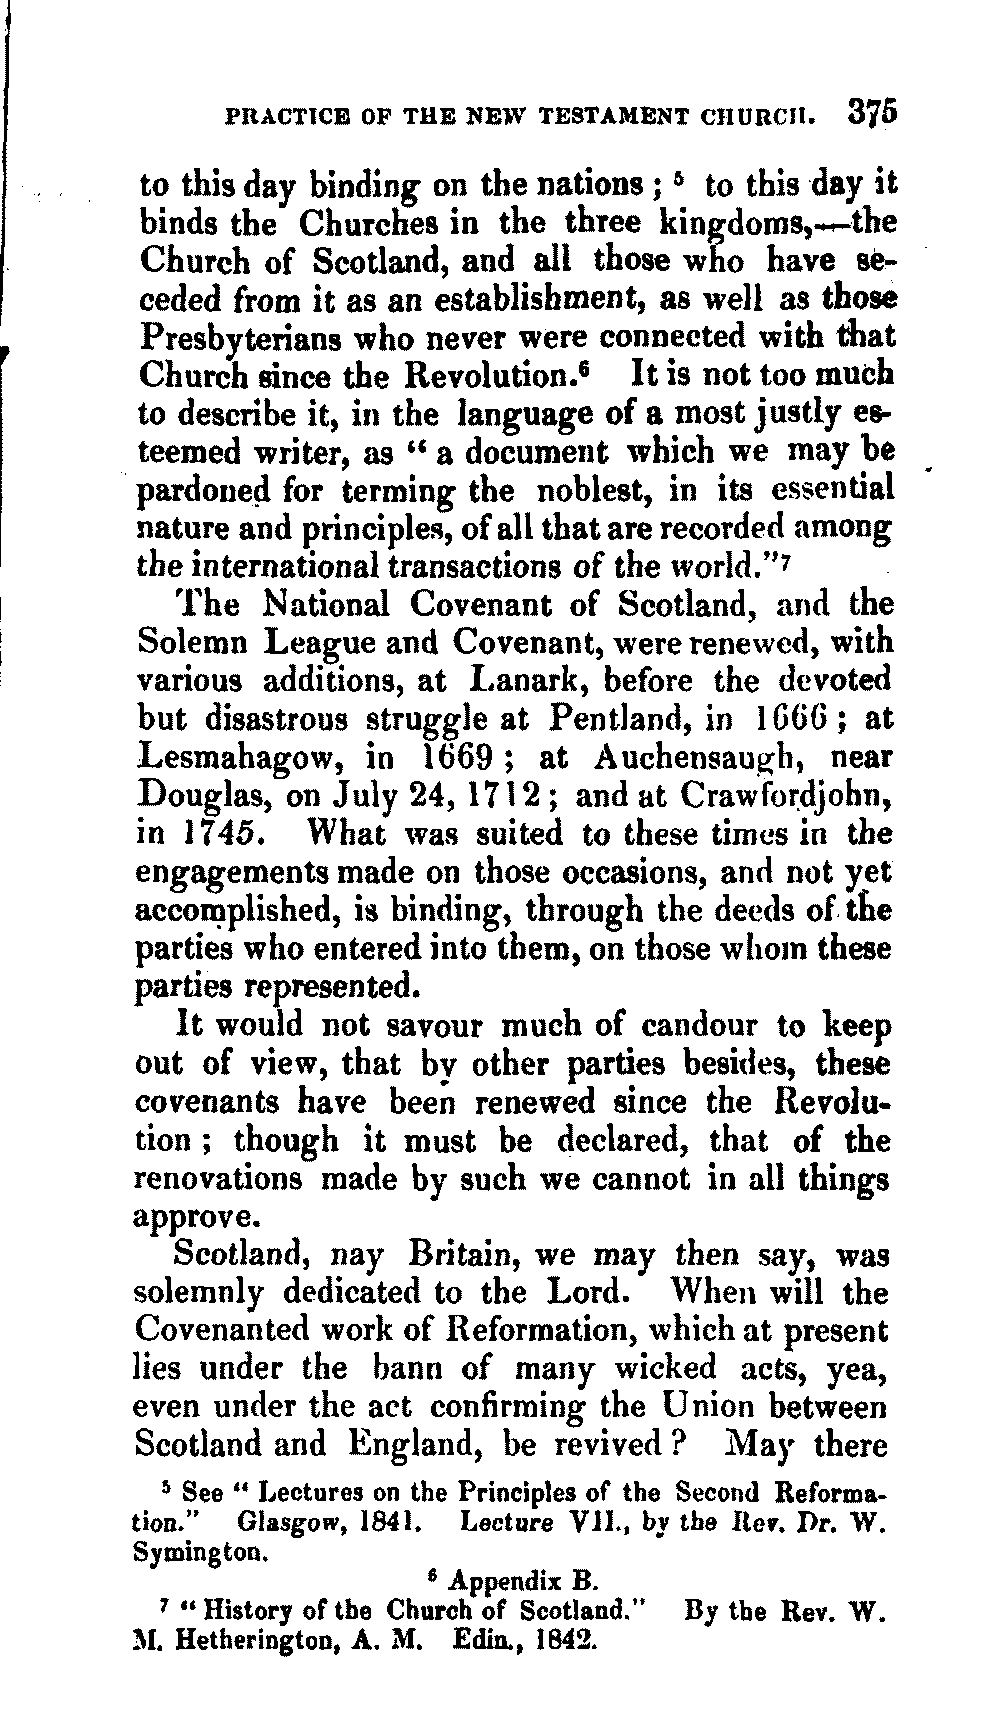 PRACTICE OF THE NEW TESTAMENT CHURCH. 375
to this day binding on the nations ; 5 to this day it
binds the Churches in the three kingdoms,—the
Church of Scotland, and all those who have se-
ceded from it as an establishment, as well as those
Presbyterians who never were connected with that
Church since the Revolution.6 It is not too much
to describe it, in the language of a most justly es-
teemed writer, as “ a document which we may be
pardoned for terming the noblest, in its essential
nature and principles, of all that are recorded among
the international transactions of the world.”7
The National Covenant of Scotland, and the
Solemn League and Covenant, were renewed, with
various additions, at Lanark, before the devoted
but disastrous struggle at Pentland, in 1666 ; at
Lesmahagow, in 1669 ; at Auchensaugh, near
Douglas, on July 24, 1712 ; and at Crawfordjohn,
in 1745. What was suited to these times in the
engagements made on those occasions, and not yet
accomplished, is binding, through the deeds of the
parties who entered into them, on those whom these
parties represented.
It would not savour much of candour to keep
out of view, that by other parties besides, these
covenants have been renewed since the Revolu-
tion ; though it must be declared, that of the
renovations made by such we cannot in all things
approve.
Scotland, nay Britain, we may then say, was
solemnly dedicated to the Lord. When will the
Covenanted work of Reformation, which at present
lies under the bann of many wicked acts, yea,
even under the act confirming the Union between
Scotland and England, be revived ? May there
5 See “ Lectures on the Principles of the Second Reforma-
tion.” Glasgow, 1841. Lecture VII., by the Rev. Dr. W.
Symington.
6 Appendix B.
7 “ History of the Church of Scotland.” By the Rev. W.
M. Hetherington, A. M. Edin., 1842.